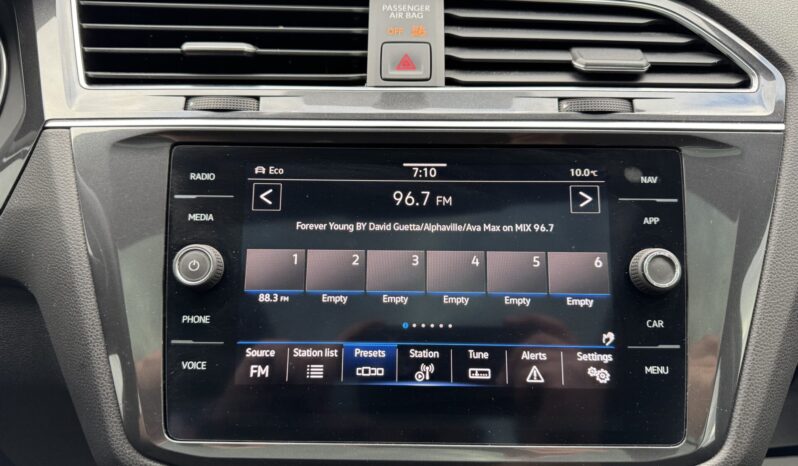 PASSENGER
AIR BAG
OFF
RADIO
MEDIA
PHONE
VOICE
NAV
APP
CAR
MENU
Eco 7:10 10.0°C
< 96.7 FM >
Forever Young BY David Guetta/Alphaville/Ava Max on MIX 96.7
1 2 3 4 5 6
88.3 FM Empty Empty Empty Empty Empty
Source Station list Presets Station Tune Alerts Settings
FM